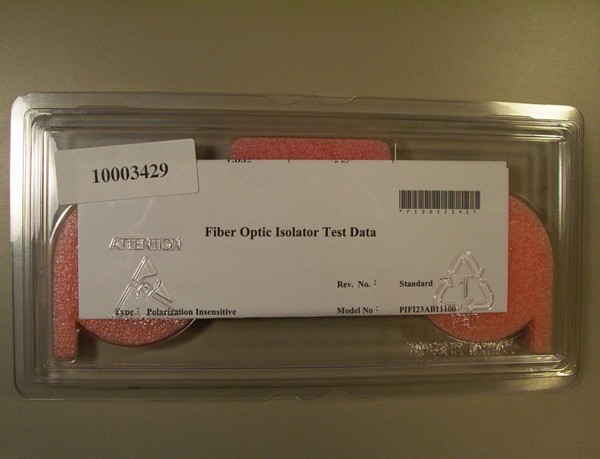 10003429
Fiber Optic Isolator Test Data
ATTENTION
Rev. No. : Standard
Type : Polarization Insensitive
Model No : PIFI23AB11100